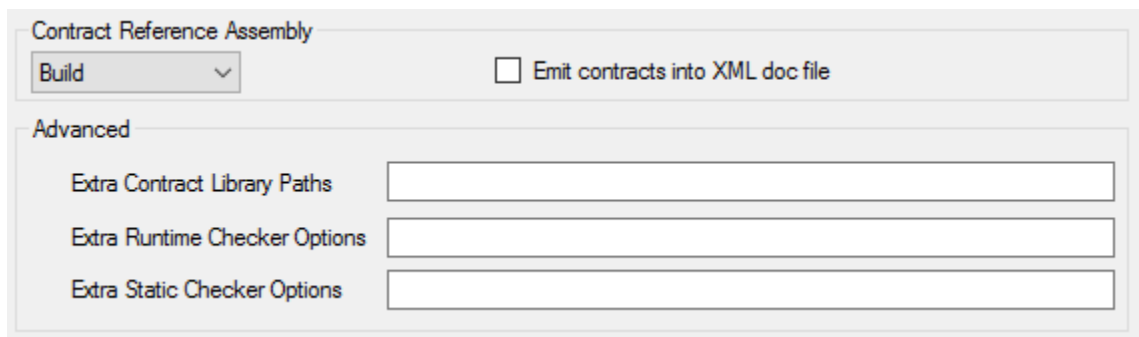 Contract Reference Assembly
Build
Emit contracts into XML doc file
Advanced
Extra Contract Library Paths
Extra Runtime Checker Options
Extra Static Checker Options